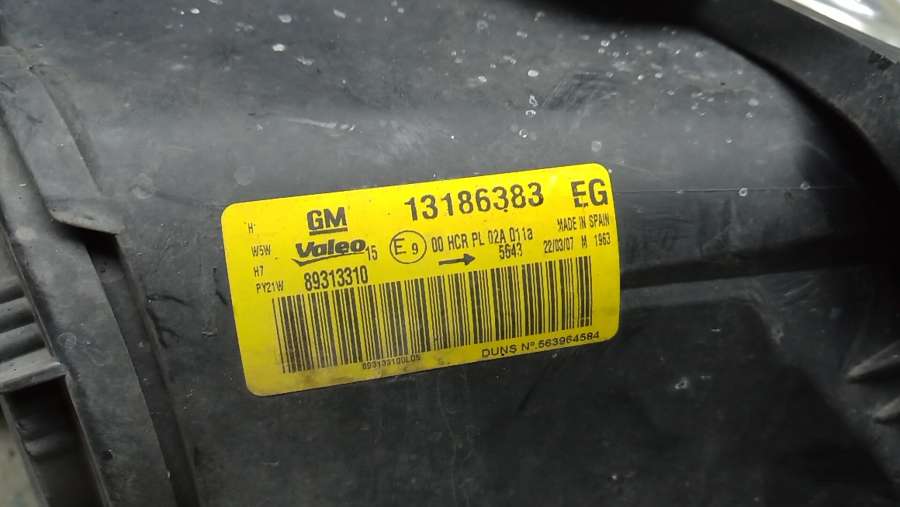 GM 13186383 EG
H
W5W Valeo 15 E9 00 HCR PL 02A 011a MADE IN SPAIN
H7 → 5643 22/03/07 M 1963
PY21W 89313310
DUNS Nº.563964584